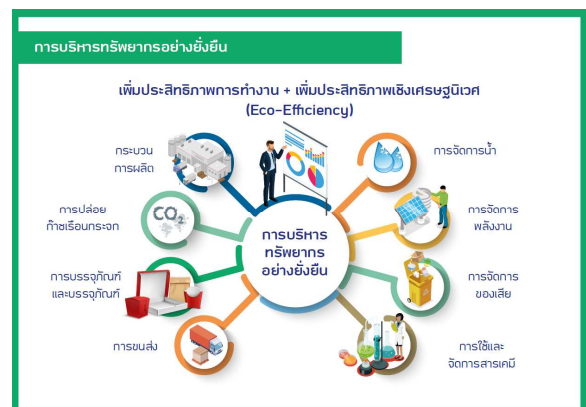 การบริหารทรัพยากรอย่างยั่งยืน
เพิ่มประสิทธิภาพการทำงาน + เพิ่มประสิทธิภาพเชิงเศรษฐนิเวศ
(Eco-Efficiency)
กระบวน
การผลิต
การจัดการน้ำ
การปล่อย
ก๊าซเรือนกระจก
CO2
การบริหาร
ทรัพยากร
อย่างยั่งยืน
การจัดการ
พลังงาน
การบรรจุภัณฑ์
และบรรจุภัณฑ์
การจัดการ
ของเสีย
การขนส่ง
การใช้และ
จัดการสารเคมี